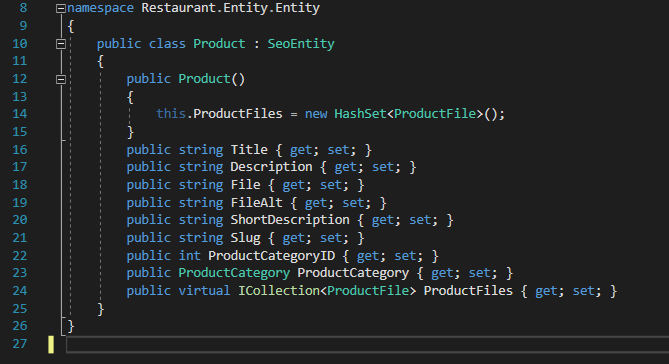 8 namespace Restaurant.Entity.Entity
9 {
10     public class Product : SeoEntity
11     {
12         public Product()
13         {
14             this.ProductFiles = new HashSet<ProductFile>();
15         }
16         public string Title { get; set; }
17         public string Description { get; set; }
18         public string File { get; set; }
19         public string FileAlt { get; set; }
20         public string ShortDescription { get; set; }
21         public string Slug { get; set; }
22         public int ProductCategoryID { get; set; }
23         public ProductCategory ProductCategory { get; set; }
24         public virtual ICollection<ProductFile> ProductFiles { get; set; }
25     }
26 }
27